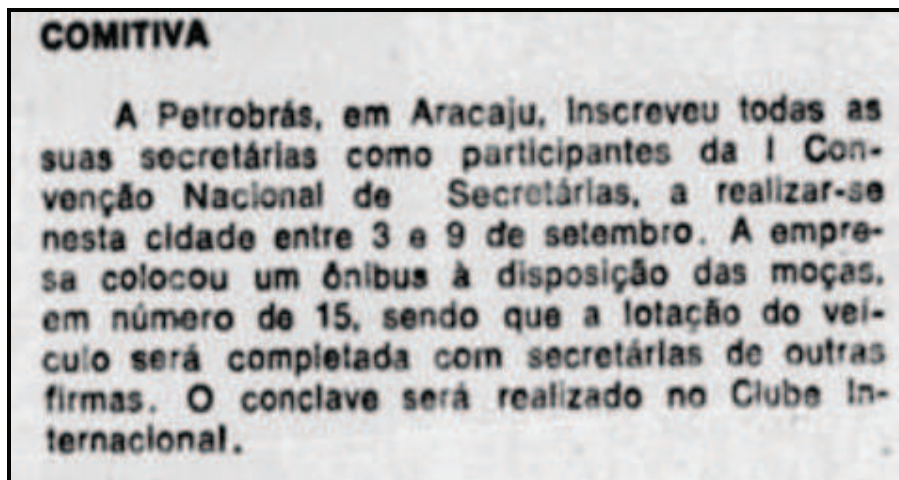 COMITIVA
A Petrobrás, em Aracaju, inscreveu todas as
suas secretárias como participantes da I Con-
venção Nacional de Secretárias, a realizar-se
nesta cidade entre 3 e 9 de setembro. A empre-
sa colocou um ônibus à disposição das moças,
em número de 15, sendo que a lotação do veí-
culo será completada com secretárias de outras
firmas. O conclave será realizado no Clube In-
ternacional.